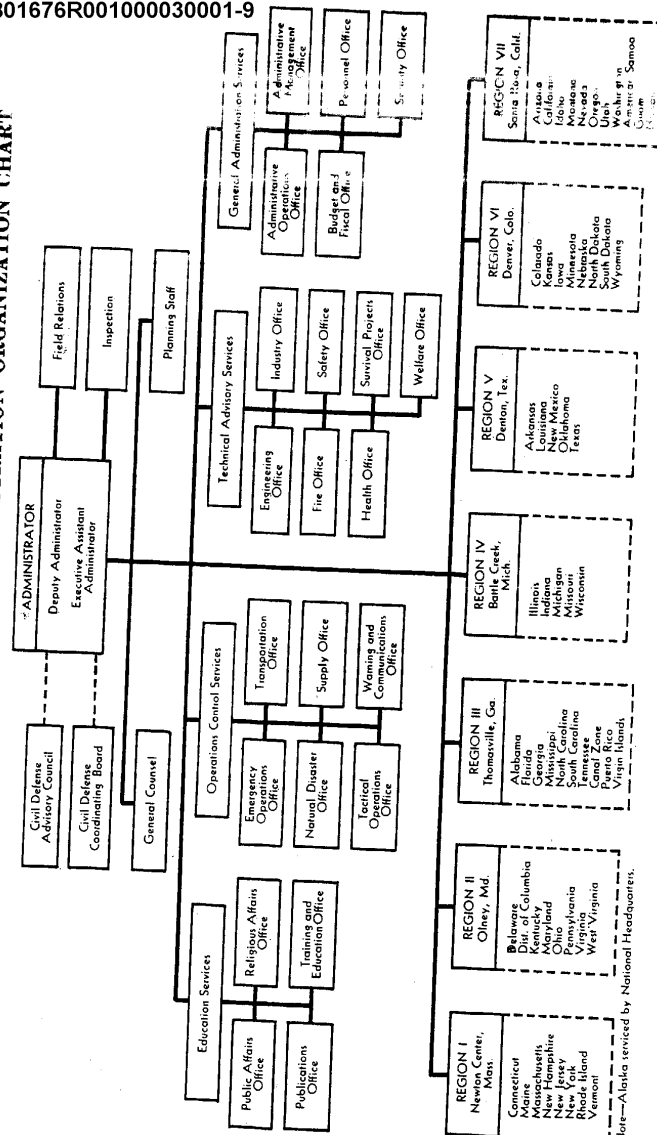 01676R001000030001-9
ORGANIZATION CHART
ADMINISTRATOR
Deputy Administrator
Executive Assistant
Administrator
Civil Defense
Advisory Council
Civil Defense
Coordinating Board
Field Relations
Inspection
General Counsel
Planning Staff
Education Services
Public Affairs
Office
Religious Affairs
Office
Publications
Office
Training and
Education Office
Operations Control Services
Emergency
Operations
Office
Transportation
Office
Natural Disaster
Office
Supply Office
Tactical
Operations
Office
Warning and
Communications
Office
Technical Advisory Services
Engineering
Office
Industry Office
Fire Office
Safety Office
Health Office
Survival Projects
Office
Welfare Office
General Administration Services
Administrative
Operations
Office
Administrative
Management
Office
Budget and
Fiscal Office
Personnel Office
Security Office
REGION I
Newton Center,
Mass.
Connecticut
Maine
Massachusetts
New Hampshire
New Jersey
New York
Rhode Island
Vermont
REGION II
Olney, Md.
Delaware
Dist. of Columbia
Kentucky
Maryland
Ohio
Pennsylvania
Virginia
West Virginia
REGION III
Thomasville, Ga.
Alabama
Florida
Georgia
Mississippi
North Carolina
South Carolina
Tennessee
Canal Zone
Puerto Rico
Virgin Islands
REGION IV
Battle Creek,
Mich.
Illinois
Indiana
Michigan
Missouri
Wisconsin
REGION V
Denton, Tex.
Arkansas
Louisiana
New Mexico
Oklahoma
Texas
REGION VI
Denver, Colo.
Colorado
Kansas
Iowa
Minnesota
Nebraska
North Dakota
South Dakota
Wyoming
REGION VII
Santa Rosa, Calif.
Arizona
California
Idaho
Montana
Nevada
Oregon
Utah
Washington
American Samoa
Guam
ote—Alaska serviced by National Headquarters.